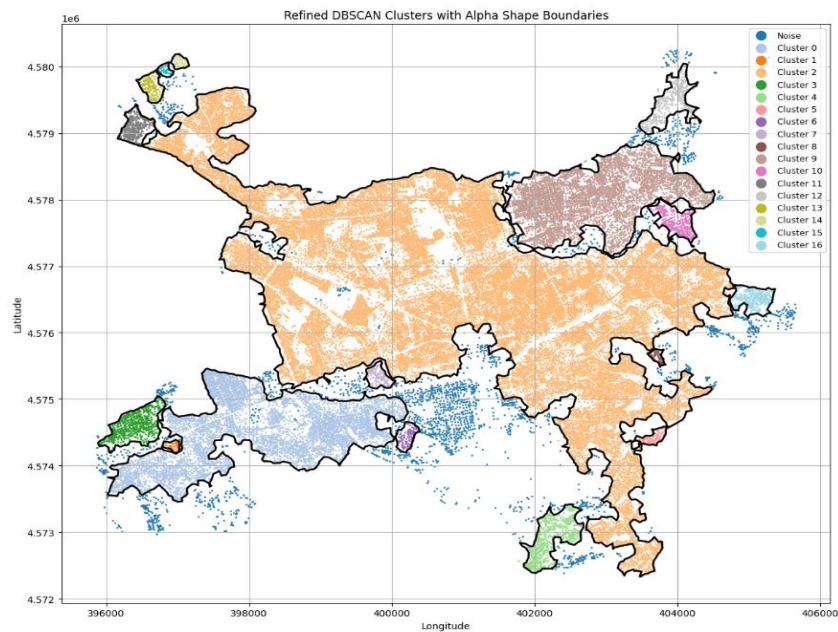 Refined DBSCAN Clusters with Alpha Shape Boundaries
1e6
4.580
4.579
4.578
4.577
4.576
4.575
4.574
4.573
4.572
Latitude
396000 398000 400000 402000 404000 406000
Longitude
Noise
Cluster 0
Cluster 1
Cluster 2
Cluster 3
Cluster 4
Cluster 5
Cluster 6
Cluster 7
Cluster 8
Cluster 9
Cluster 10
Cluster 11
Cluster 12
Cluster 13
Cluster 14
Cluster 15
Cluster 16